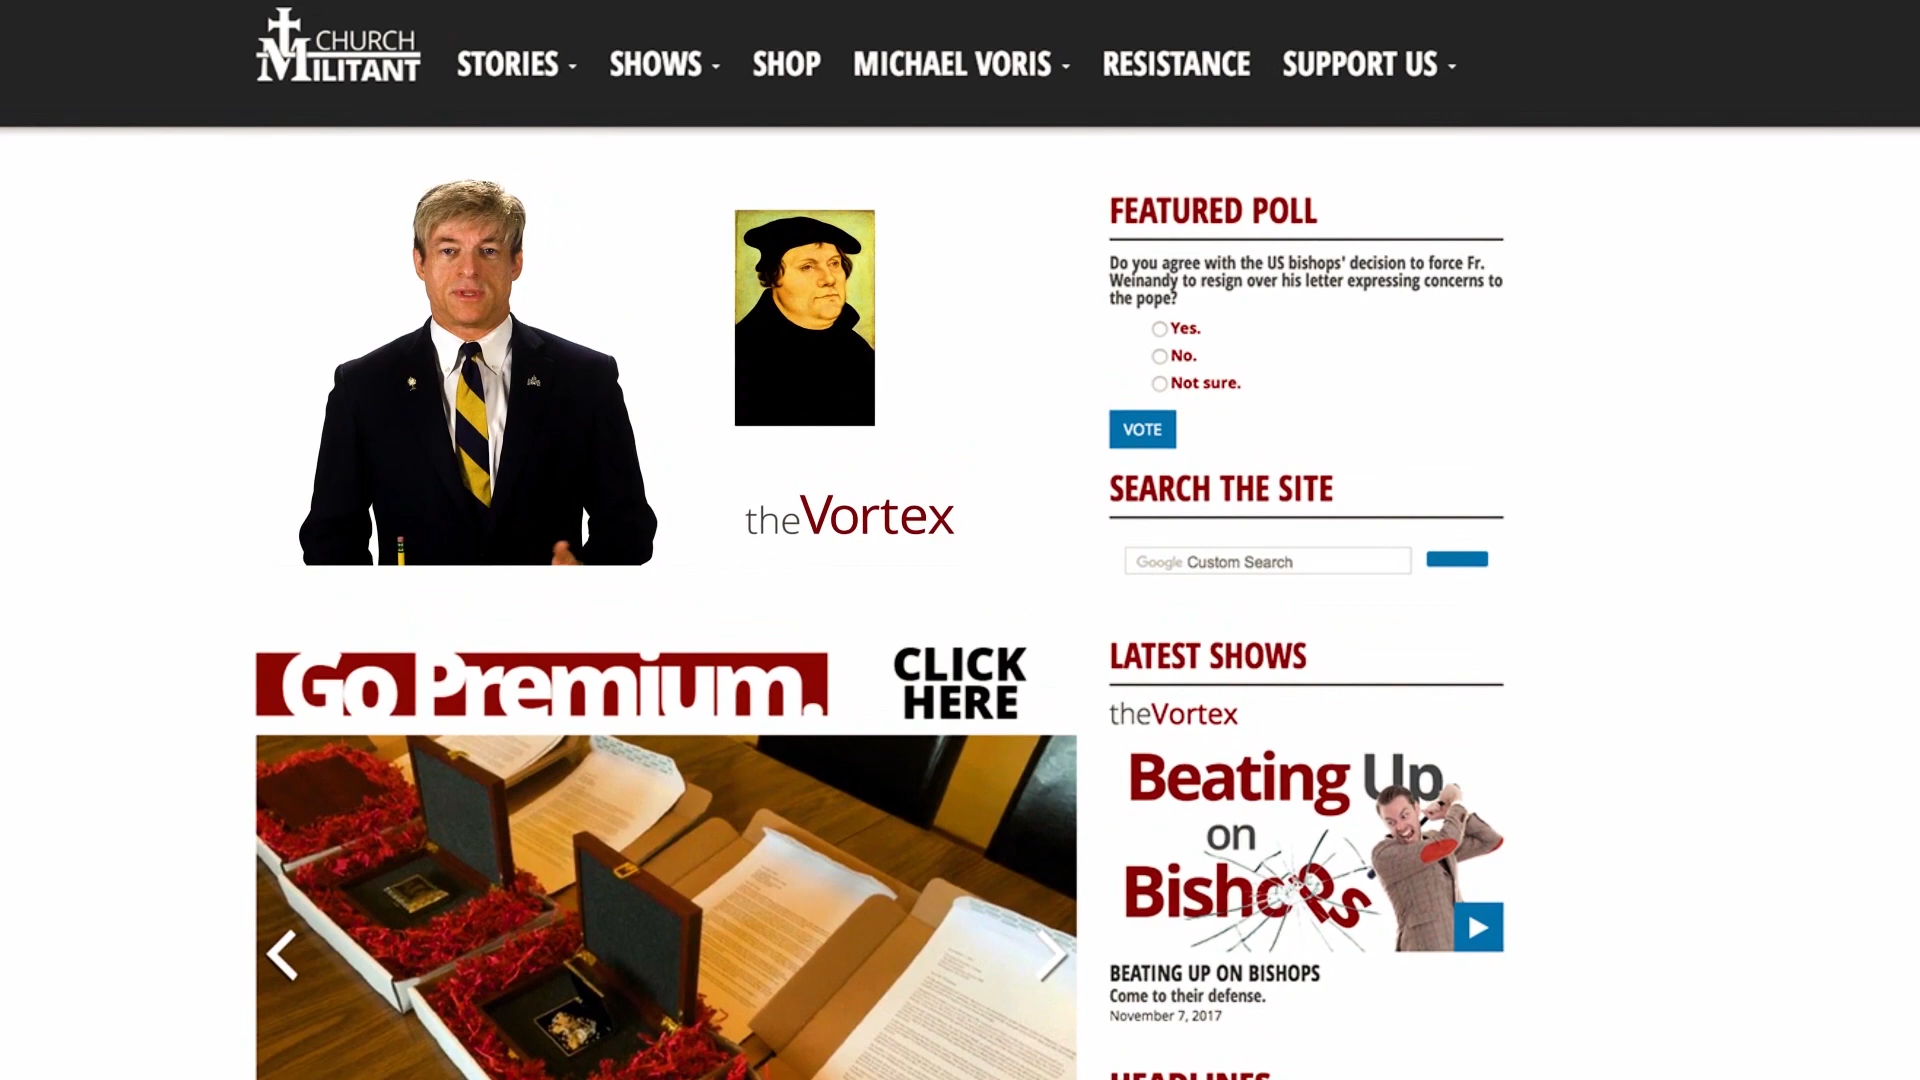 CHURCH
MILITANT
STORIES
SHOWS
SHOP
MICHAEL VORIS
RESISTANCE
SUPPORT US
theVortex
Go Premium.
CLICK
HERE
FEATURED POLL
Do you agree with the US bishops' decision to force Fr.
Weinandy to resign over his letter expressing concerns to
the pope?
Yes.
No.
Not sure.
VOTE
SEARCH THE SITE
Google Custom Search
LATEST SHOWS
theVortex
Beating Up
on
Bishops
BEATING UP ON BISHOPS
Come to their defense.
November 7, 2017
HEADLINES